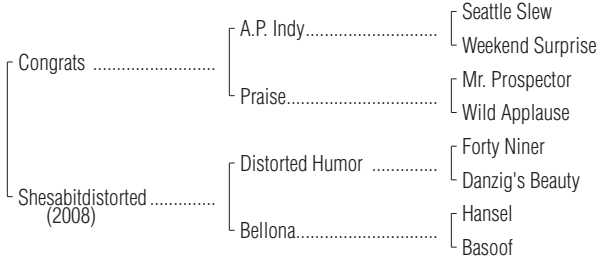 Seattle Slew
A.P. Indy..............................
Weekend Surprise
Congrats ..........................
Mr. Prospector
Praise................................
Wild Applause
Forty Niner
Distorted Humor ..............
Danzig's Beauty
Shesabitdistorted..............
(2008)
Hansel
Bellona..............................
Basoof